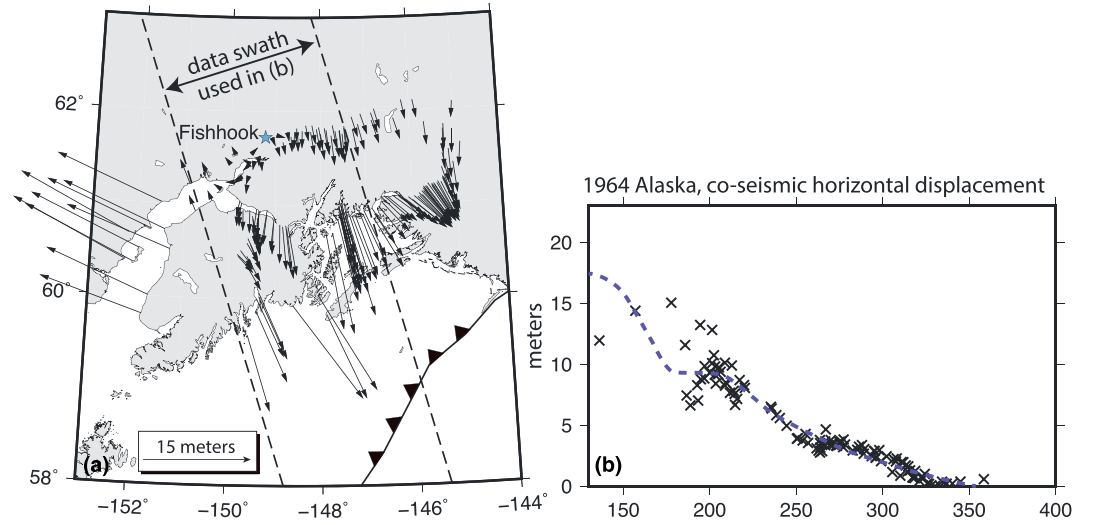 data swath
used in (b)
62°
Fishhook
60°
58°
15 meters
(a)
−152°
−150°
−148°
−146°
−144°
1964 Alaska, co-seismic horizontal displacement
meters
20
15
10
5
0
(b)
150
200
250
300
350
400